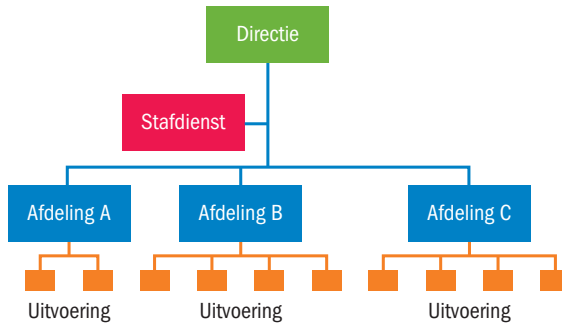 Directie
Stafdienst
Afdeling A
Afdeling B
Afdeling C
Uitvoering
Uitvoering
Uitvoering